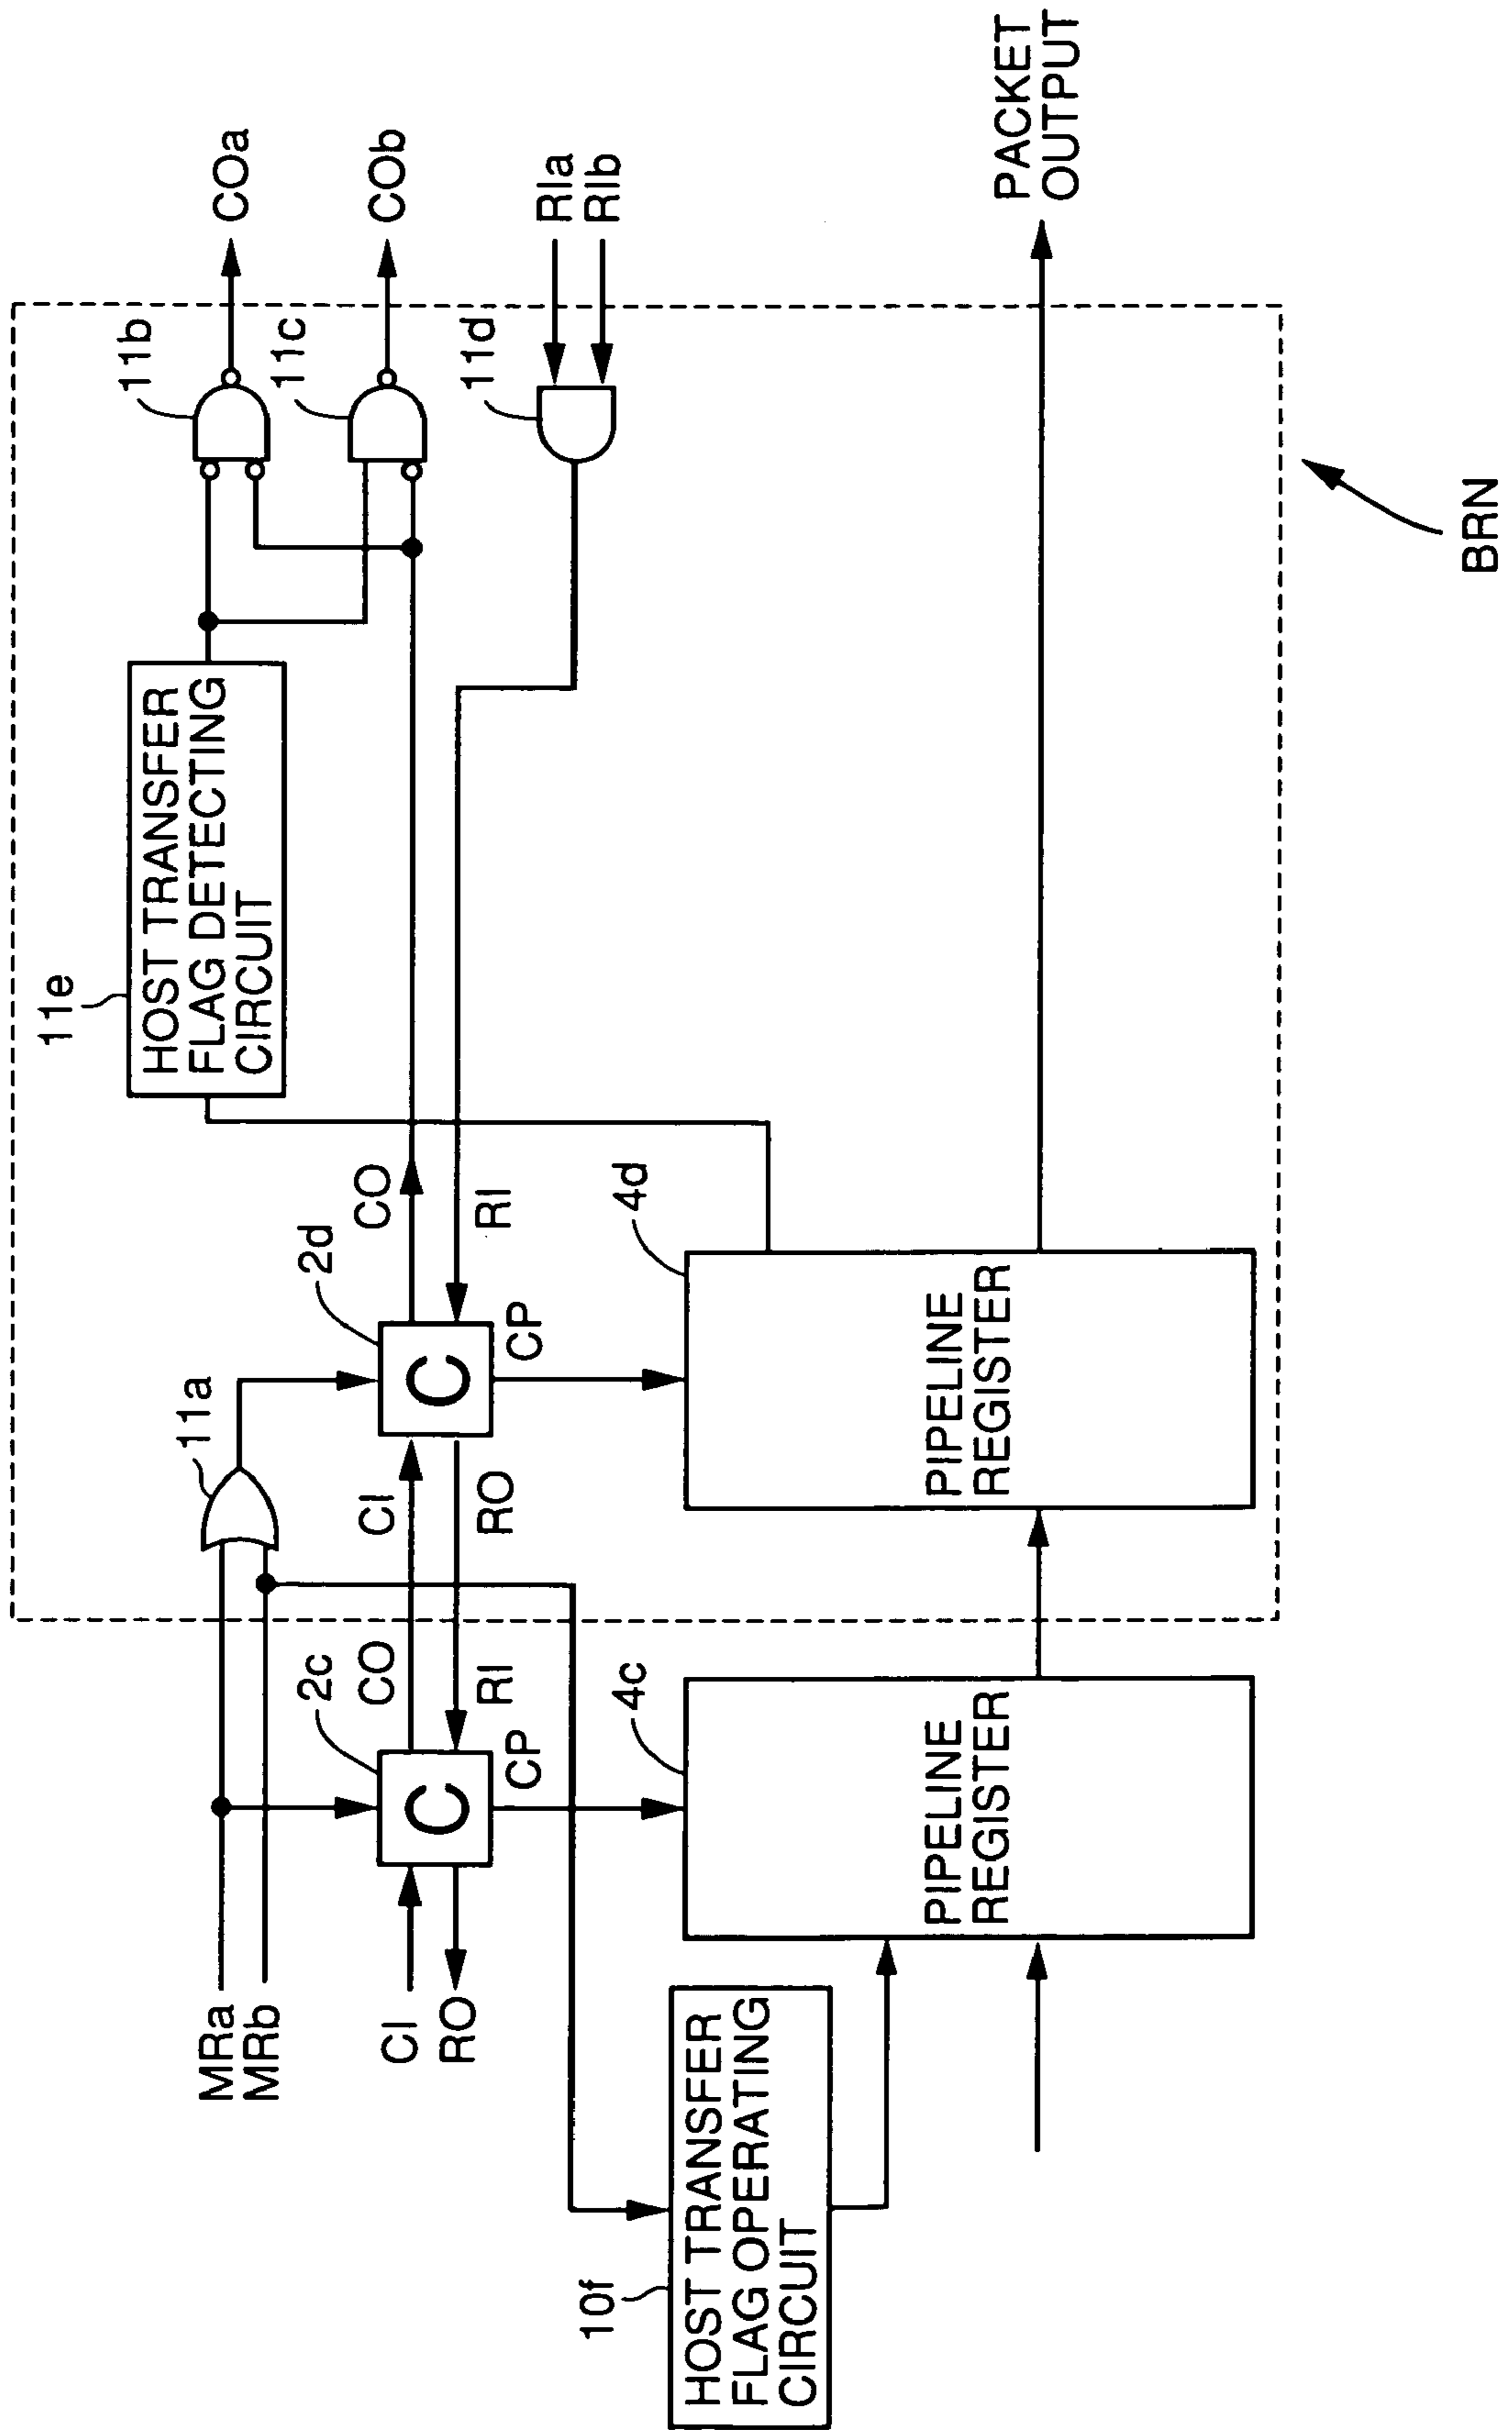 11e
HOST TRANSFER
FLAG DETECTING
CIRCUIT
11b
COa
11c
COb
11d
RIa
RIb
11a
MRa
MRb
2c
2d
C
C
CI
RO
CO
RI
CI
RO
CO
RI
CP
CP
4c
4d
10f
HOST TRANSFER
FLAG OPERATING
CIRCUIT
PIPELINE
REGISTER
PIPELINE
REGISTER
PACKET
OUTPUT
BRN